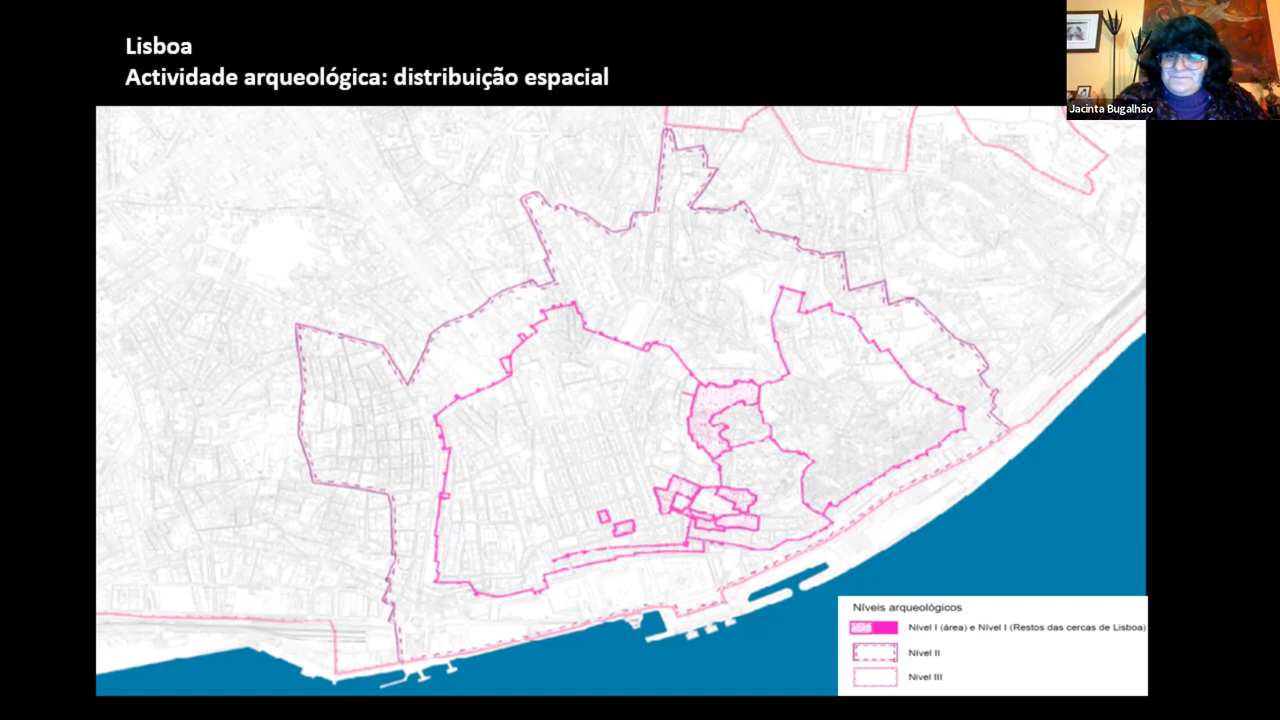 Lisboa
Actividade arqueológica: distribuição espacial
Jacinta Bugalhão
Níveis arqueológicos
Nível I (área) e Nível I (Restos das cercas de Lisboa)
Nível II
Nível III